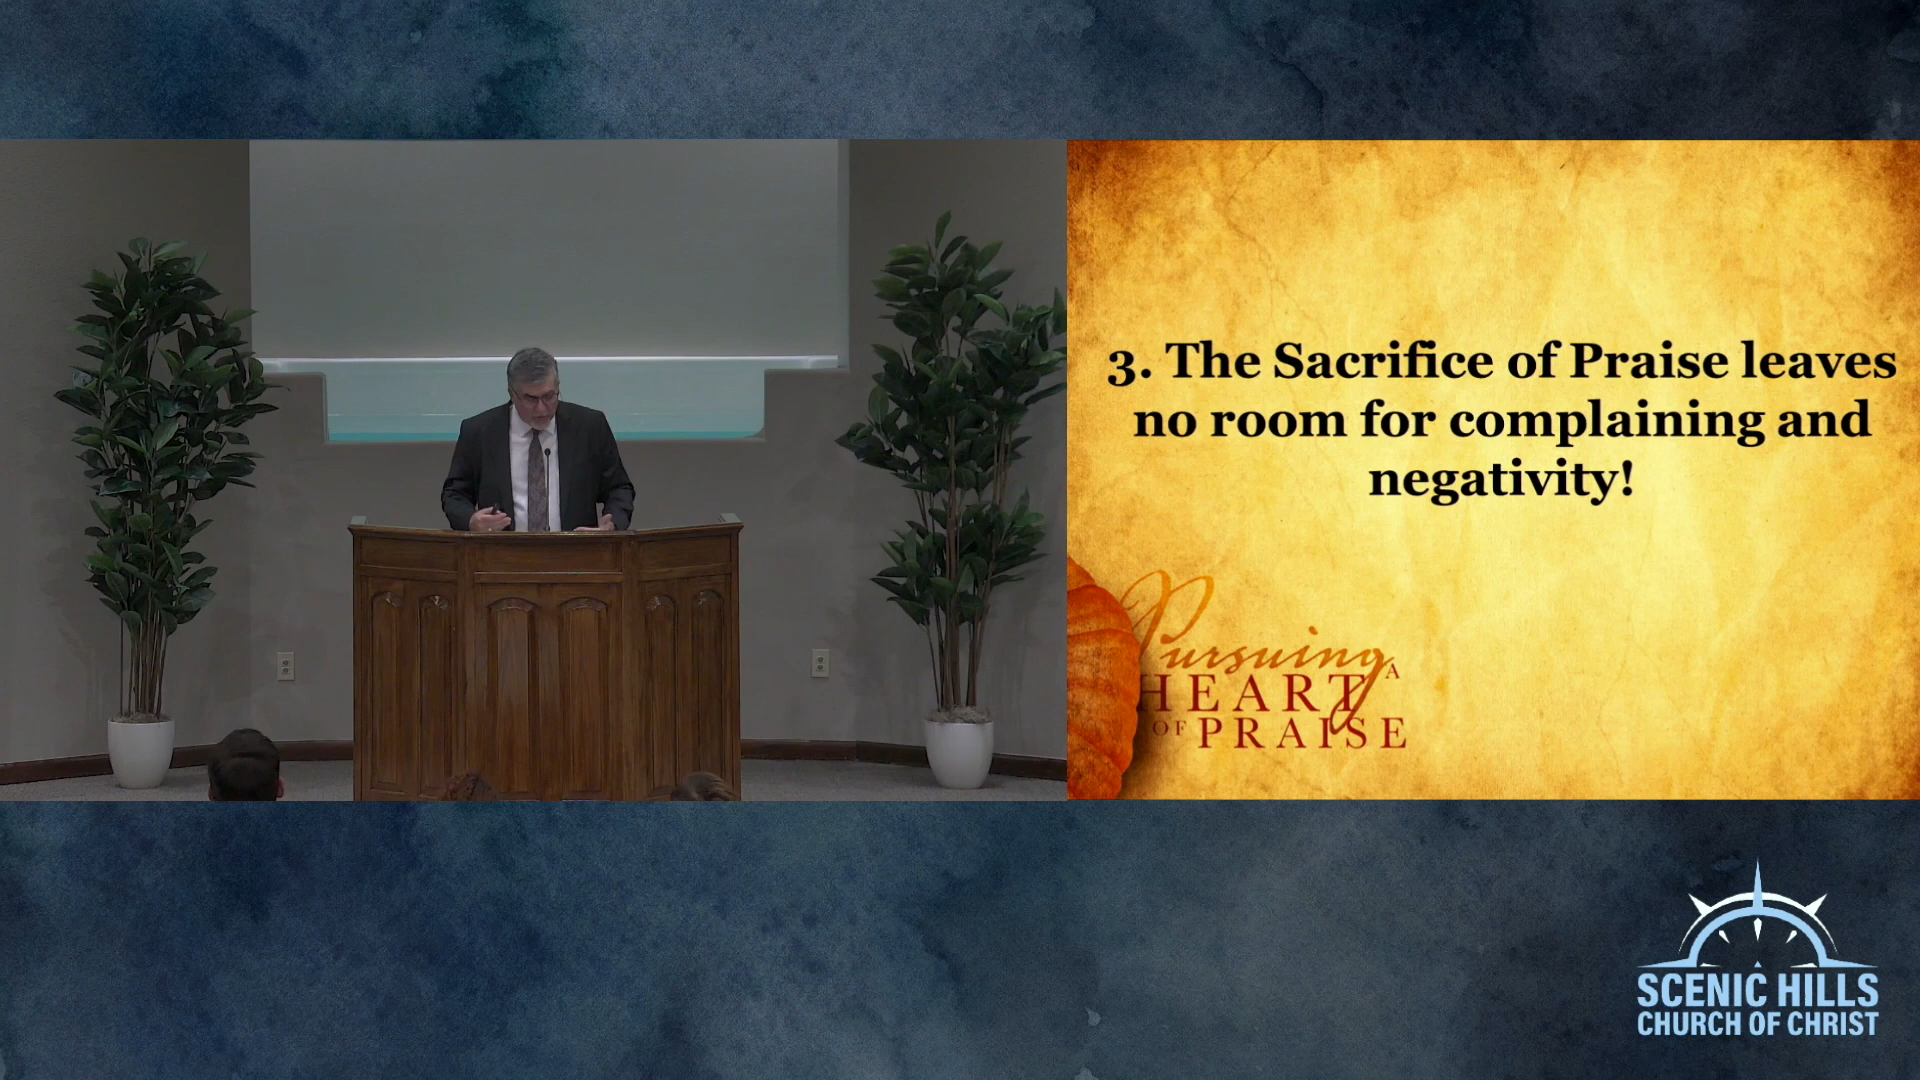 3. The Sacrifice of Praise leaves
no room for complaining and
negativity!
Pursuing
A
HEART
OF PRAISE
SCENIC HILLS
CHURCH OF CHRIST